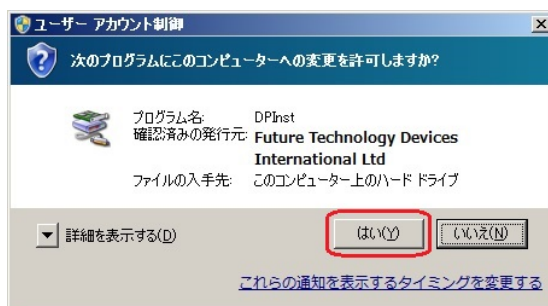 ユーザー アカウント制御
次のプログラムにこのコンピューターへの変更を許可しますか?
プログラム名: DPInst
確認済みの発行元: Future Technology Devices
International Ltd
ファイルの入手先: このコンピューター上のハード ドライブ
詳細を表示する(D) はい(Y) いいえ(N)
これらの通知を表示するタイミングを変更する